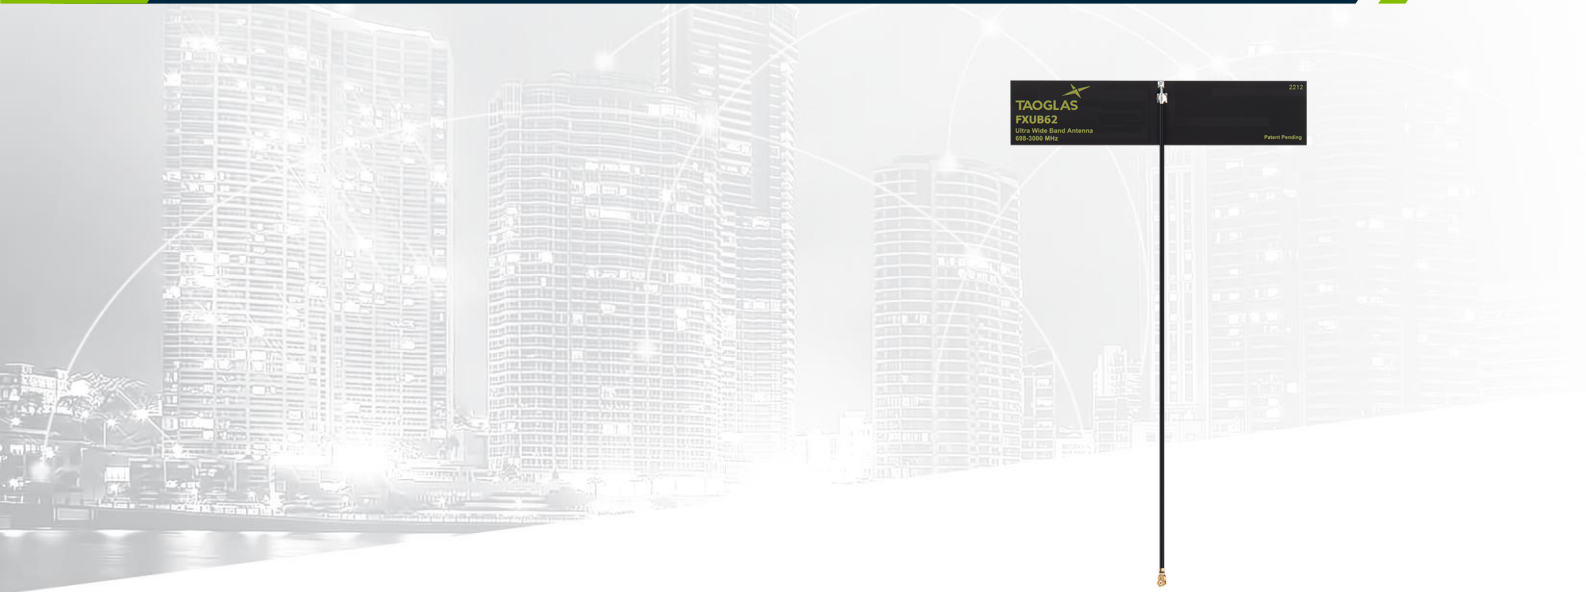 TAOGLAS
FXUB62
Ultra Wide Band Antenna
698-3000 MHz
2212
Patent Pending